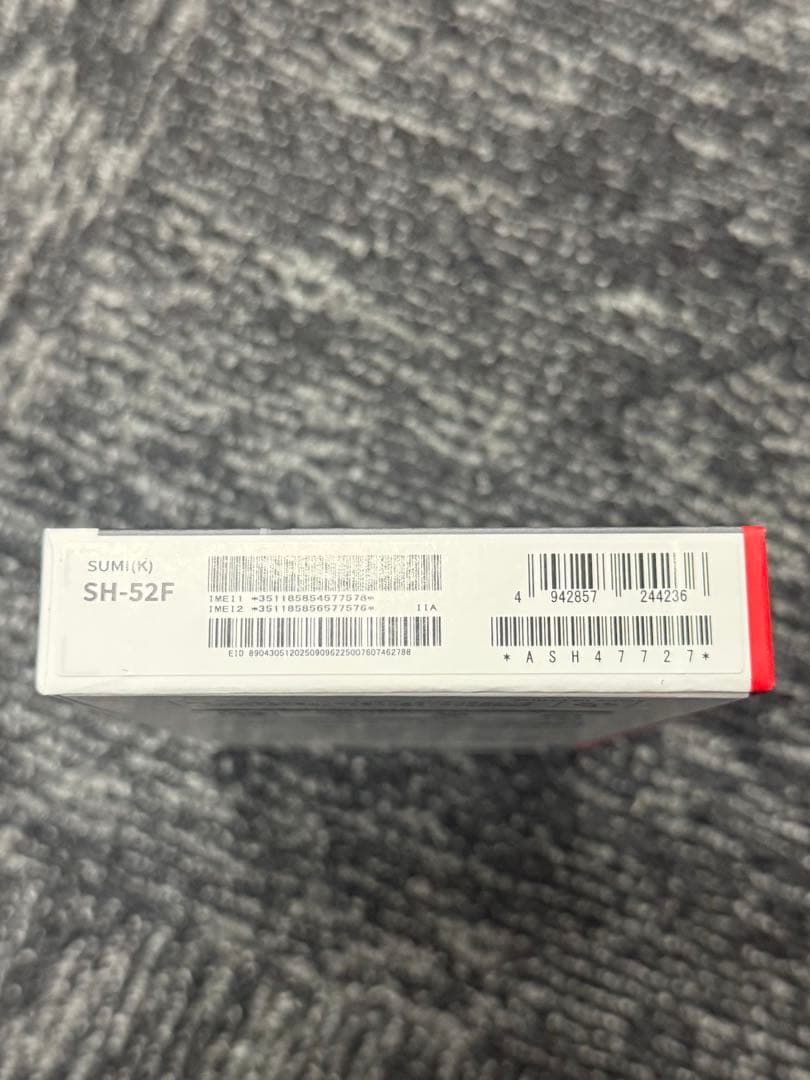 SUMI(K)
SH-52F
IMEI1 *351185854577578*
IMEI2 *351185856577576* IIA
EID 89043051202509096225007607462788
4 942857 244236
*ASH47727*